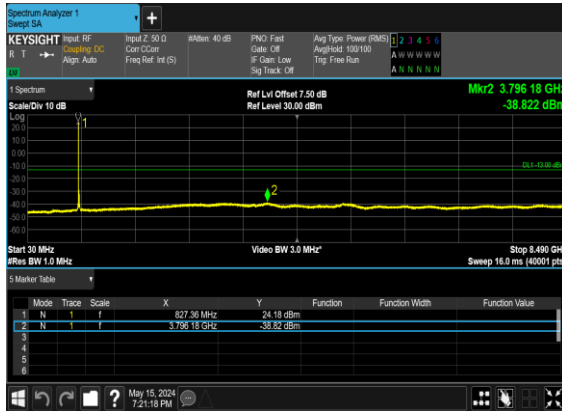 Spectrum Analyzer 1
Swept SA
+
KEYSIGHT Input: RF Input Z: 50 Ω #Atten: 40 dB PNO: Fast Avg Type: Power (RMS) 1 2 3 4 5 6
R T Coupling: DC Corr CCorr Gate: Off Avg|Hold: 100/100 A W W W W W
Align: Auto Freq Ref: Int (S) IF Gain: Low Trig: Free Run
Sig Track: Off A N N N N N
1 Spectrum Ref Lvl Offset 7.50 dB Mkr2 3.796 18 GHz
Scale/Div 10 dB Ref Level 30.00 dBm -38.822 dBm
Log
20.0 1
10.0
0.00
-10.0 DL1 -13.00 dBm
-20.0
-30.0 2
-40.0
-50.0
-60.0
Start 30 MHz Video BW 3.0 MHz* Stop 8.490 GHz
#Res BW 1.0 MHz Sweep 16.0 ms (40001 pts)
5 Marker Table
Mode Trace Scale X Y Function Function Width Function Value
1 N 1 f 827.36 MHz 24.18 dBm
2 N 1 f 3.796 18 GHz -38.82 dBm
3
4
5
6
? May 15, 2024
7:21:18 PM